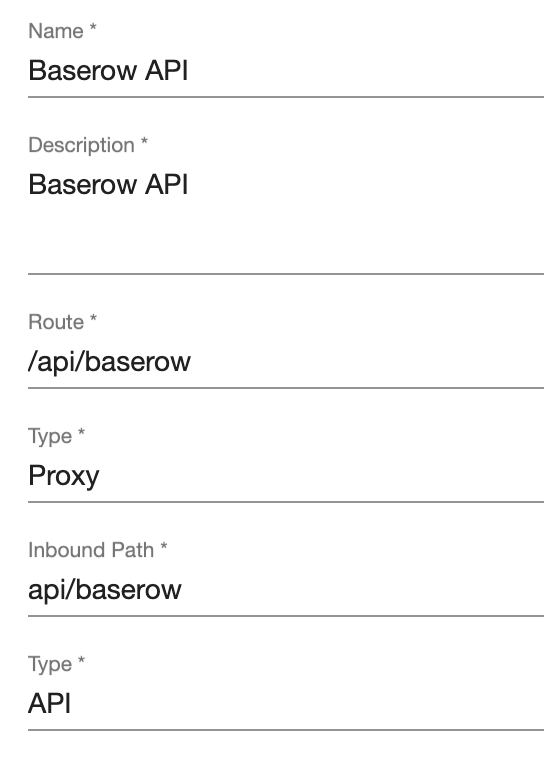 Name *
Baserow API
Description *
Baserow API
Route *
/api/baserow
Type *
Proxy
Inbound Path *
api/baserow
Type *
API